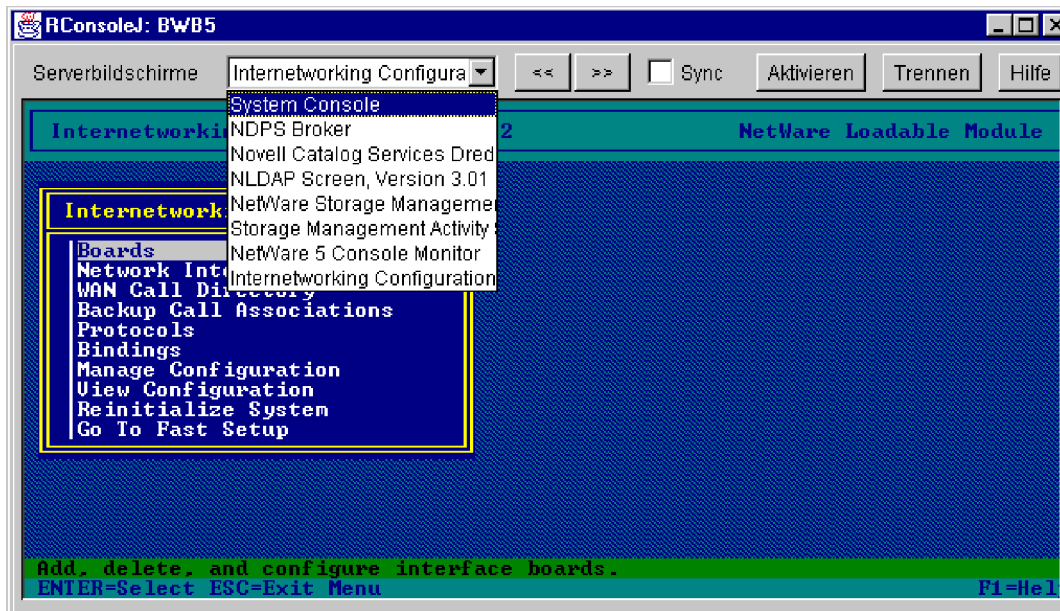 RConsoleJ: BWB5
Serverbildschirme Internetworking Configura << >> Sync Aktivieren Trennen Hilfe
System Console
NDPS Broker
Novell Catalog Services Dred
NLDAP Screen, Version 3.01
NetWare Storage Manageme
Storage Management Activity
NetWare 5 Console Monitor
Internetworking Configuration
Internetworki 2 NetWare Loadable Module
Internetwork
Boards
Network Int
WAN Call Directory
Backup Call Associations
Protocols
Bindings
Manage Configuration
View Configuration
Reinitialize System
Go To Fast Setup
Add, delete, and configure interface boards.
ENTER=Select ESC=Exit Menu F1=Hel